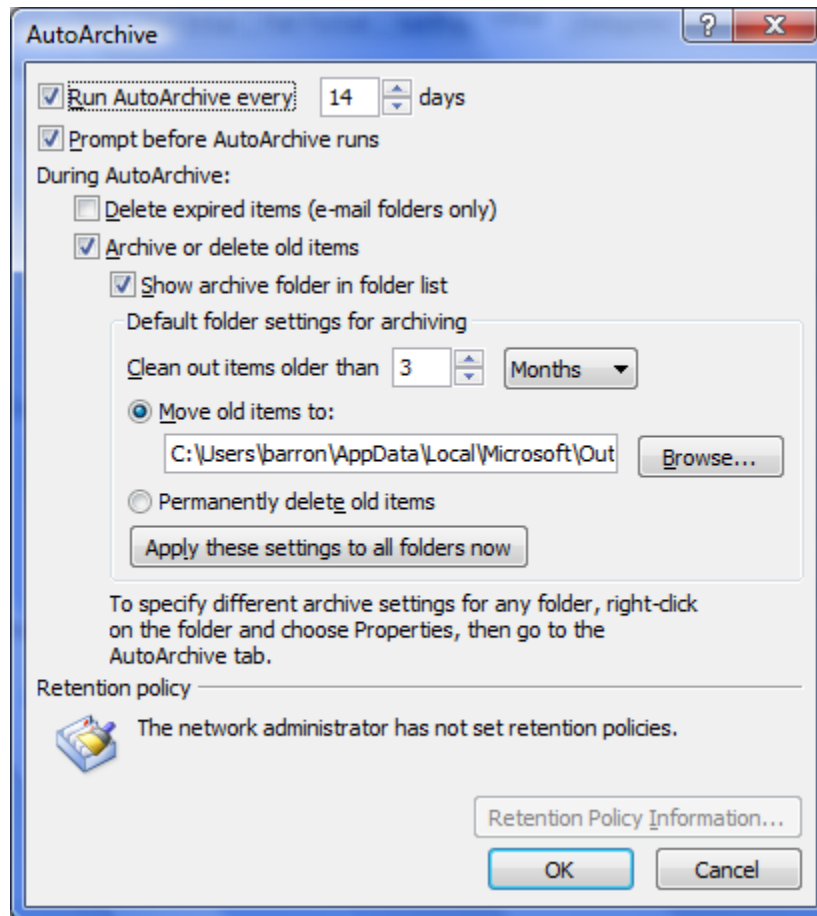 AutoArchive
Run AutoArchive every 14 days
Prompt before AutoArchive runs
During AutoArchive:
Delete expired items (e-mail folders only)
Archive or delete old items
Show archive folder in folder list
Default folder settings for archiving
Clean out items older than 3 Months
Move old items to:
C:\Users\barron\AppData\Local\Microsoft\Out Browse...
Permanently delete old items
Apply these settings to all folders now
To specify different archive settings for any folder, right-click
on the folder and choose Properties, then go to the
AutoArchive tab.
Retention policy
The network administrator has not set retention policies.
Retention Policy Information...
OK Cancel